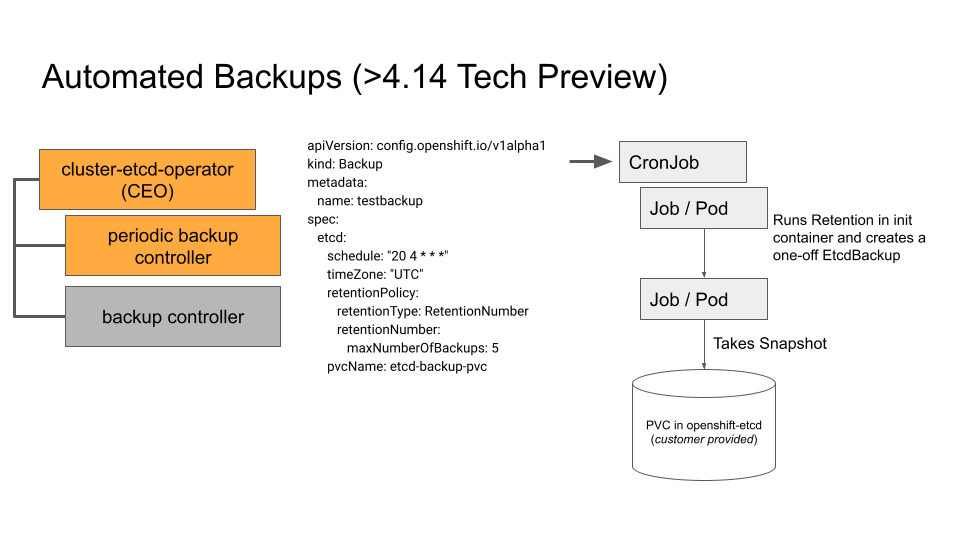 Automated Backups (>4.14 Tech Preview)
cluster-etcd-operator
(CEO)
periodic backup
controller
backup controller
apiVersion: config.openshift.io/v1alpha1
kind: Backup
metadata:
  name: testbackup
spec:
  etcd:
    schedule: "20 4 * * *"
    timeZone: "UTC"
    retentionPolicy:
      retentionType: RetentionNumber
      retentionNumber:
        maxNumberOfBackups: 5
    pvcName: etcd-backup-pvc
CronJob
Job / Pod
Runs Retention in init
container and creates a
one-off EtcdBackup
Job / Pod
Takes Snapshot
PVC in openshift-etcd
(customer provided)